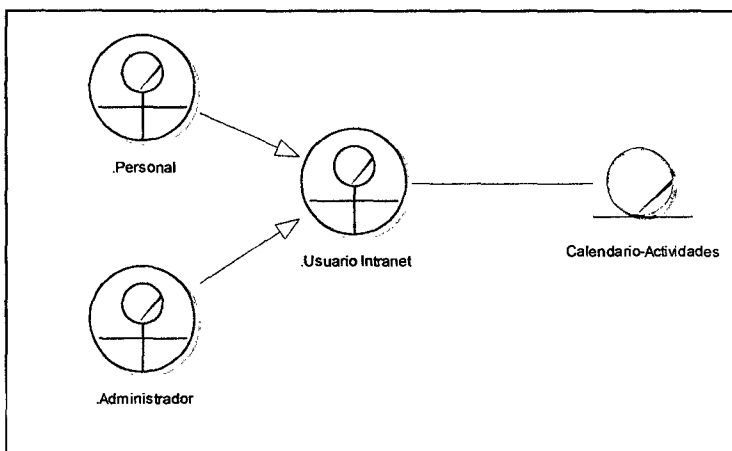 .Personal
.Usuario Intranet
Calendario-Actividades
.Administrador